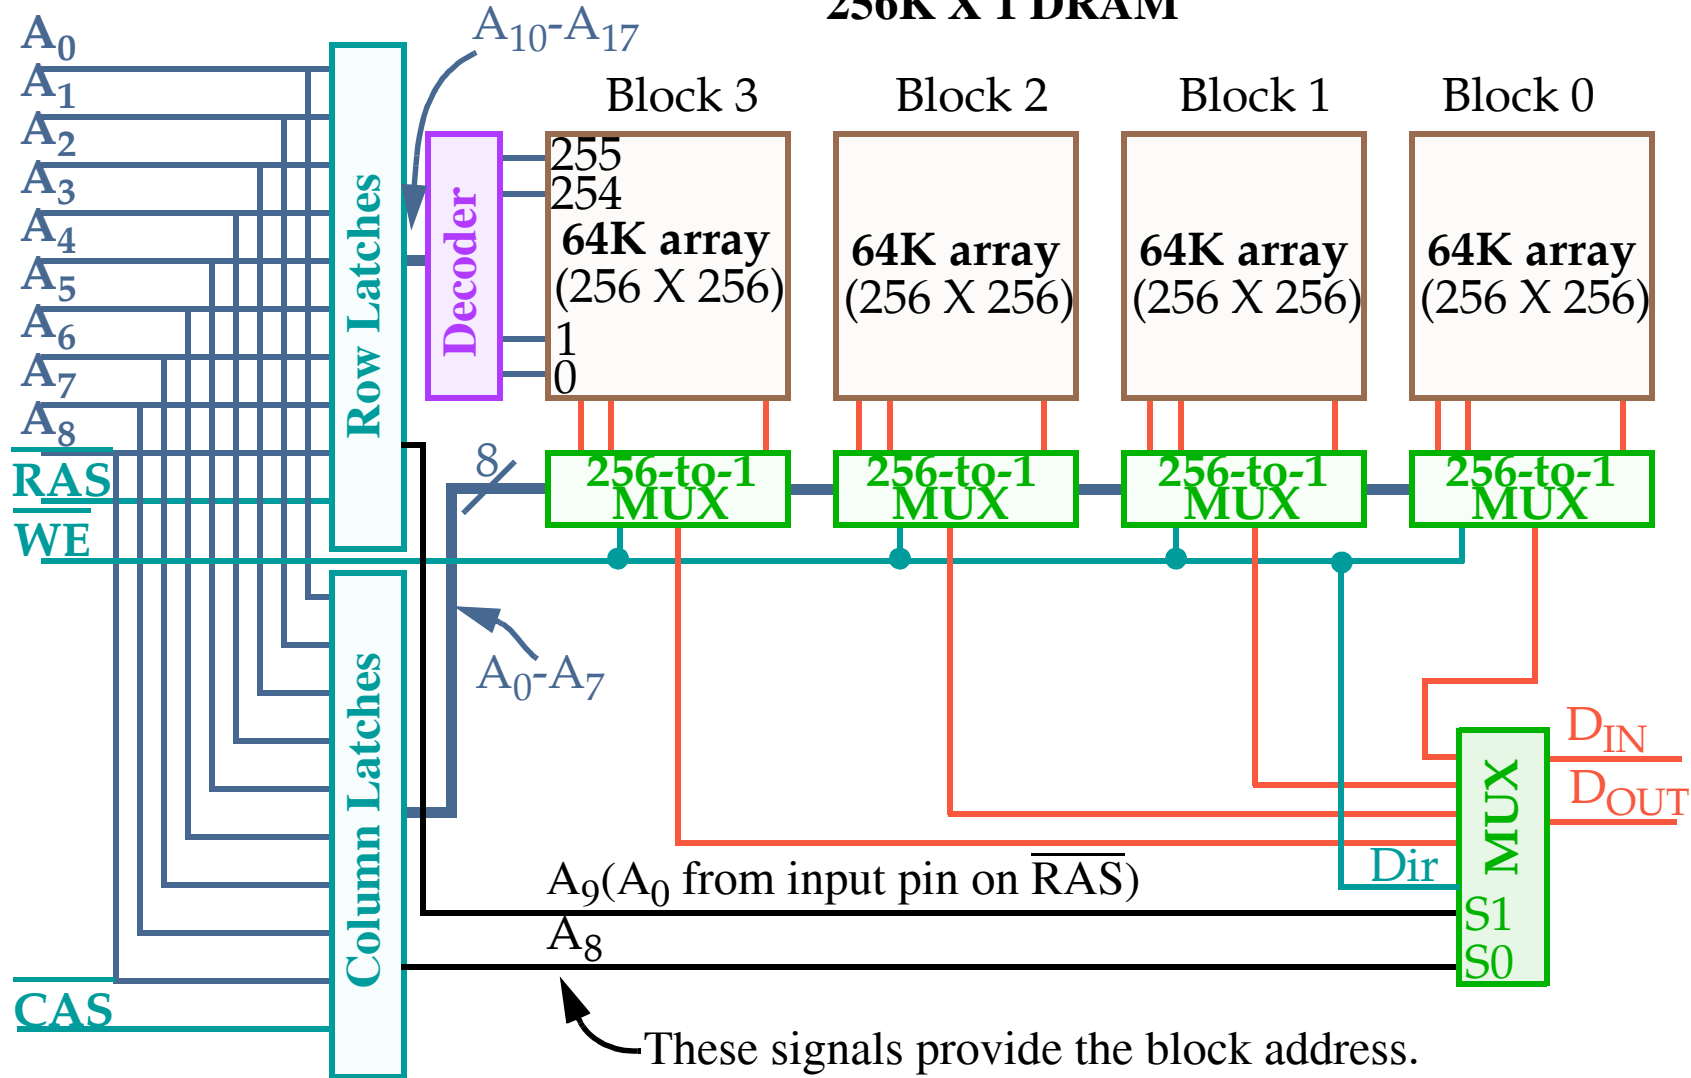 256K X 1 DRAM
A0
A1
A2
A3
A4
A5
A6
A7
A8
RAS
WE
CAS
Row Latches
Column Latches
A10-A17
Decoder
Block 3
Block 2
Block 1
Block 0
255
254
64K array
(256 X 256)
1
0
64K array
(256 X 256)
64K array
(256 X 256)
64K array
(256 X 256)
8
256-to-1
MUX
256-to-1
MUX
256-to-1
MUX
256-to-1
MUX
A0-A7
DIN
DOUT
MUX
Dir
S1
S0
A9(A0 from input pin on RAS)
A8
These signals provide the block address.